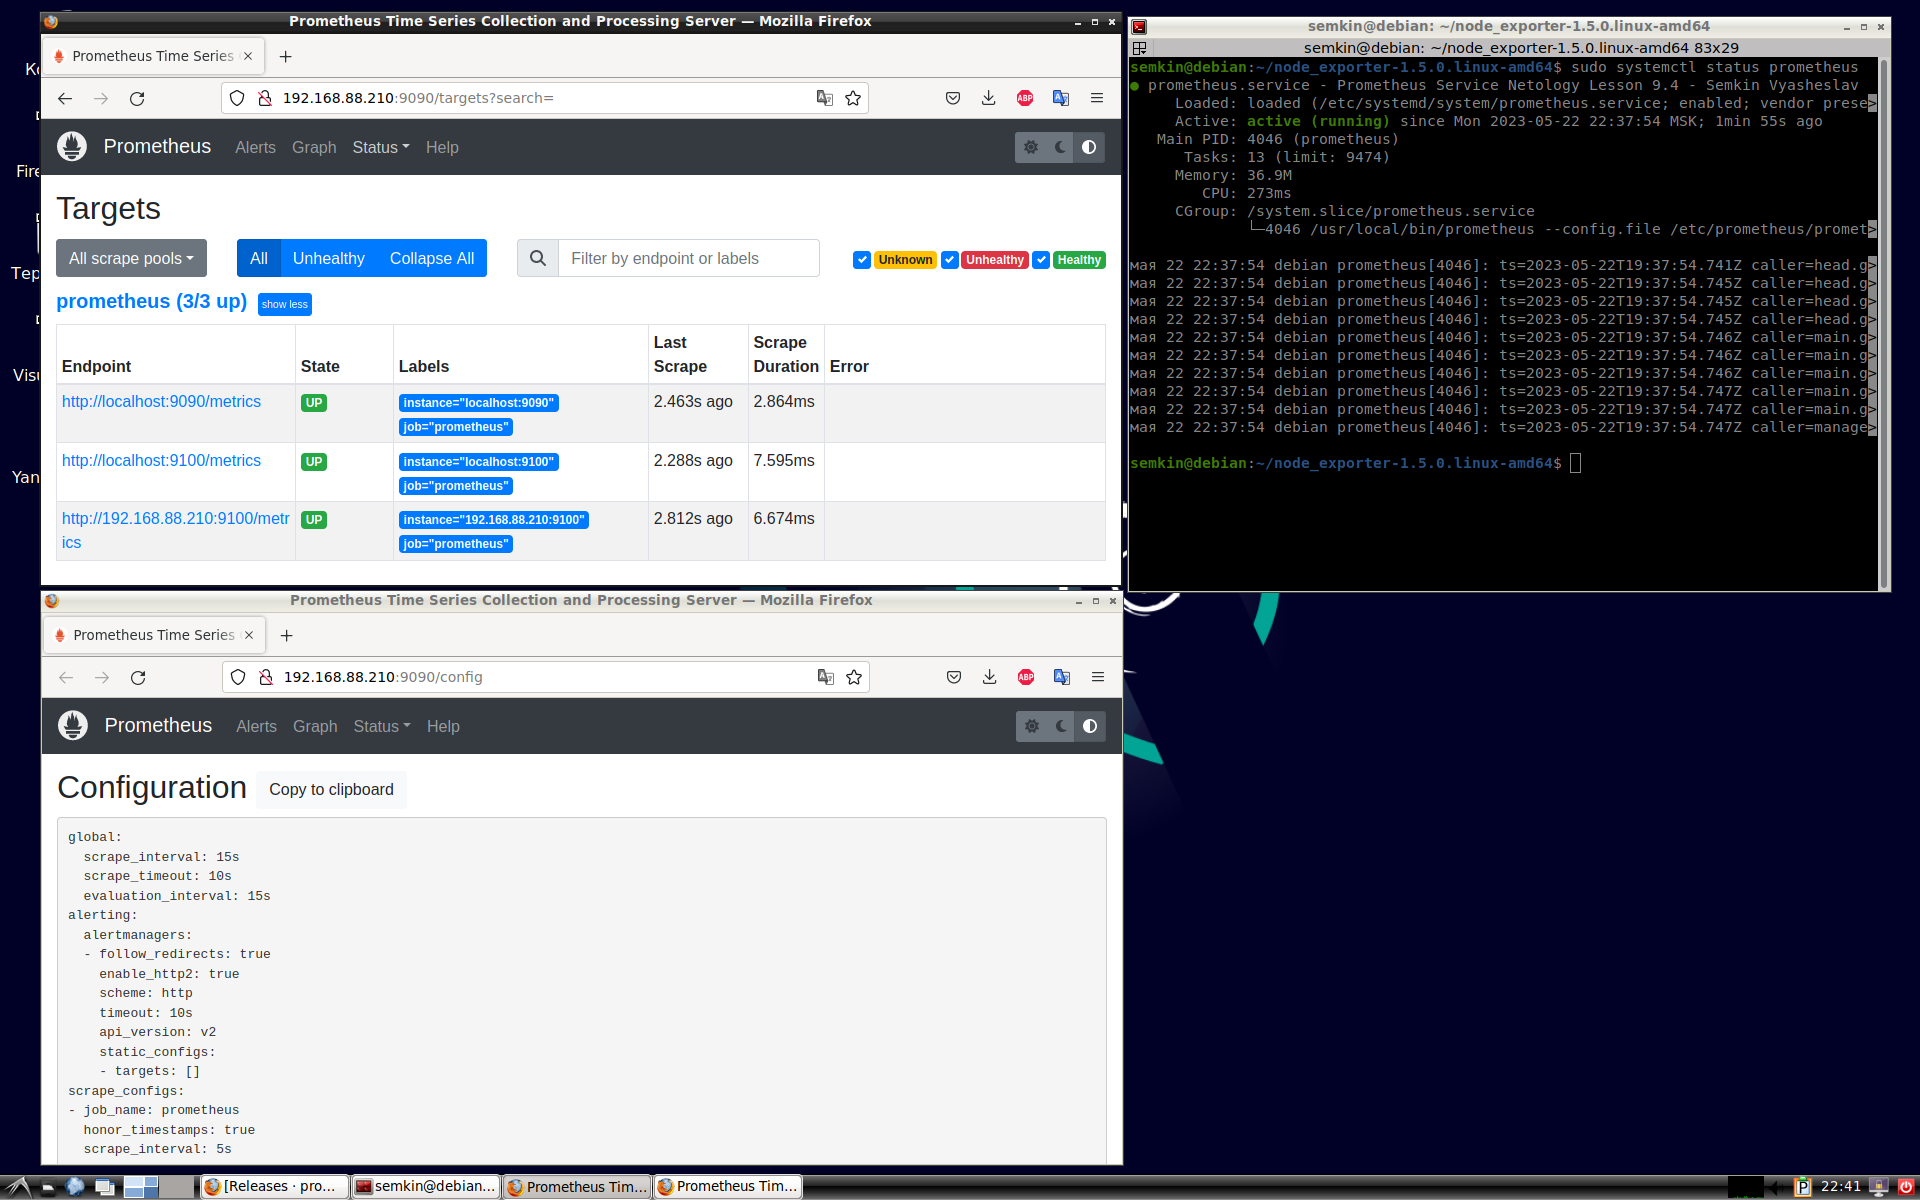 Prometheus Time Series Collection and Processing Server — Mozilla Firefox
Prometheus Time Series
192.168.88.210:9090/targets?search=
ABP
Prometheus Alerts Graph Status Help
Targets
All scrape pools All Unhealthy Collapse All Filter by endpoint or labels Unknown Unhealthy Healthy
prometheus (3/3 up) show less
Endpoint State Labels Last Scrape Scrape Duration Error
http://localhost:9090/metrics UP instance="localhost:9090" 2.463s ago 2.864ms
job="prometheus"
http://localhost:9100/metrics UP instance="localhost:9100" 2.288s ago 7.595ms
job="prometheus"
http://192.168.88.210:9100/metr UP instance="192.168.88.210:9100" 2.812s ago 6.674ms
ics job="prometheus"
Prometheus Time Series Collection and Processing Server — Mozilla Firefox
Prometheus Time Series
192.168.88.210:9090/config
ABP
Prometheus Alerts Graph Status Help
Configuration Copy to clipboard
global:
scrape_interval: 15s
scrape_timeout: 10s
evaluation_interval: 15s
alerting:
alertmanagers:
- follow_redirects: true
enable_http2: true
scheme: http
timeout: 10s
api_version: v2
static_configs:
- targets: []
scrape_configs:
- job_name: prometheus
honor_timestamps: true
scrape_interval: 5s
semkin@debian: ~/node_exporter-1.5.0.linux-amd64
semkin@debian: ~/node_exporter-1.5.0.linux-amd64 83x29
semkin@debian:~/node_exporter-1.5.0.linux-amd64$ sudo systemctl status prometheus
● prometheus.service - Prometheus Service Netology Lesson 9.4 - Semkin Vyasheslav
Loaded: loaded (/etc/systemd/system/prometheus.service; enabled; vendor prese>
Active: active (running) since Mon 2023-05-22 22:37:54 MSK; 1min 55s ago
Main PID: 4046 (prometheus)
Tasks: 13 (limit: 9474)
Memory: 36.9M
CPU: 273ms
CGroup: /system.slice/prometheus.service
└─4046 /usr/local/bin/prometheus --config.file /etc/prometheus/promet>
мая 22 22:37:54 debian prometheus[4046]: ts=2023-05-22T19:37:54.741Z caller=head.g>
мая 22 22:37:54 debian prometheus[4046]: ts=2023-05-22T19:37:54.745Z caller=head.g>
мая 22 22:37:54 debian prometheus[4046]: ts=2023-05-22T19:37:54.745Z caller=head.g>
мая 22 22:37:54 debian prometheus[4046]: ts=2023-05-22T19:37:54.745Z caller=head.g>
мая 22 22:37:54 debian prometheus[4046]: ts=2023-05-22T19:37:54.746Z caller=main.g>
мая 22 22:37:54 debian prometheus[4046]: ts=2023-05-22T19:37:54.746Z caller=main.g>
мая 22 22:37:54 debian prometheus[4046]: ts=2023-05-22T19:37:54.746Z caller=main.g>
мая 22 22:37:54 debian prometheus[4046]: ts=2023-05-22T19:37:54.747Z caller=main.g>
мая 22 22:37:54 debian prometheus[4046]: ts=2023-05-22T19:37:54.747Z caller=main.g>
мая 22 22:37:54 debian prometheus[4046]: ts=2023-05-22T19:37:54.747Z caller=manage>
semkin@debian:~/node_exporter-1.5.0.linux-amd64$
Ко
Fire
Тер
Visu
Yan
[Releases · pro... semkin@debian... Prometheus Tim... Prometheus Tim... 22:41